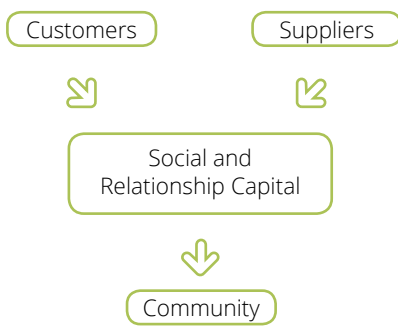 Customers
Suppliers
Social and
Relationship Capital
Community